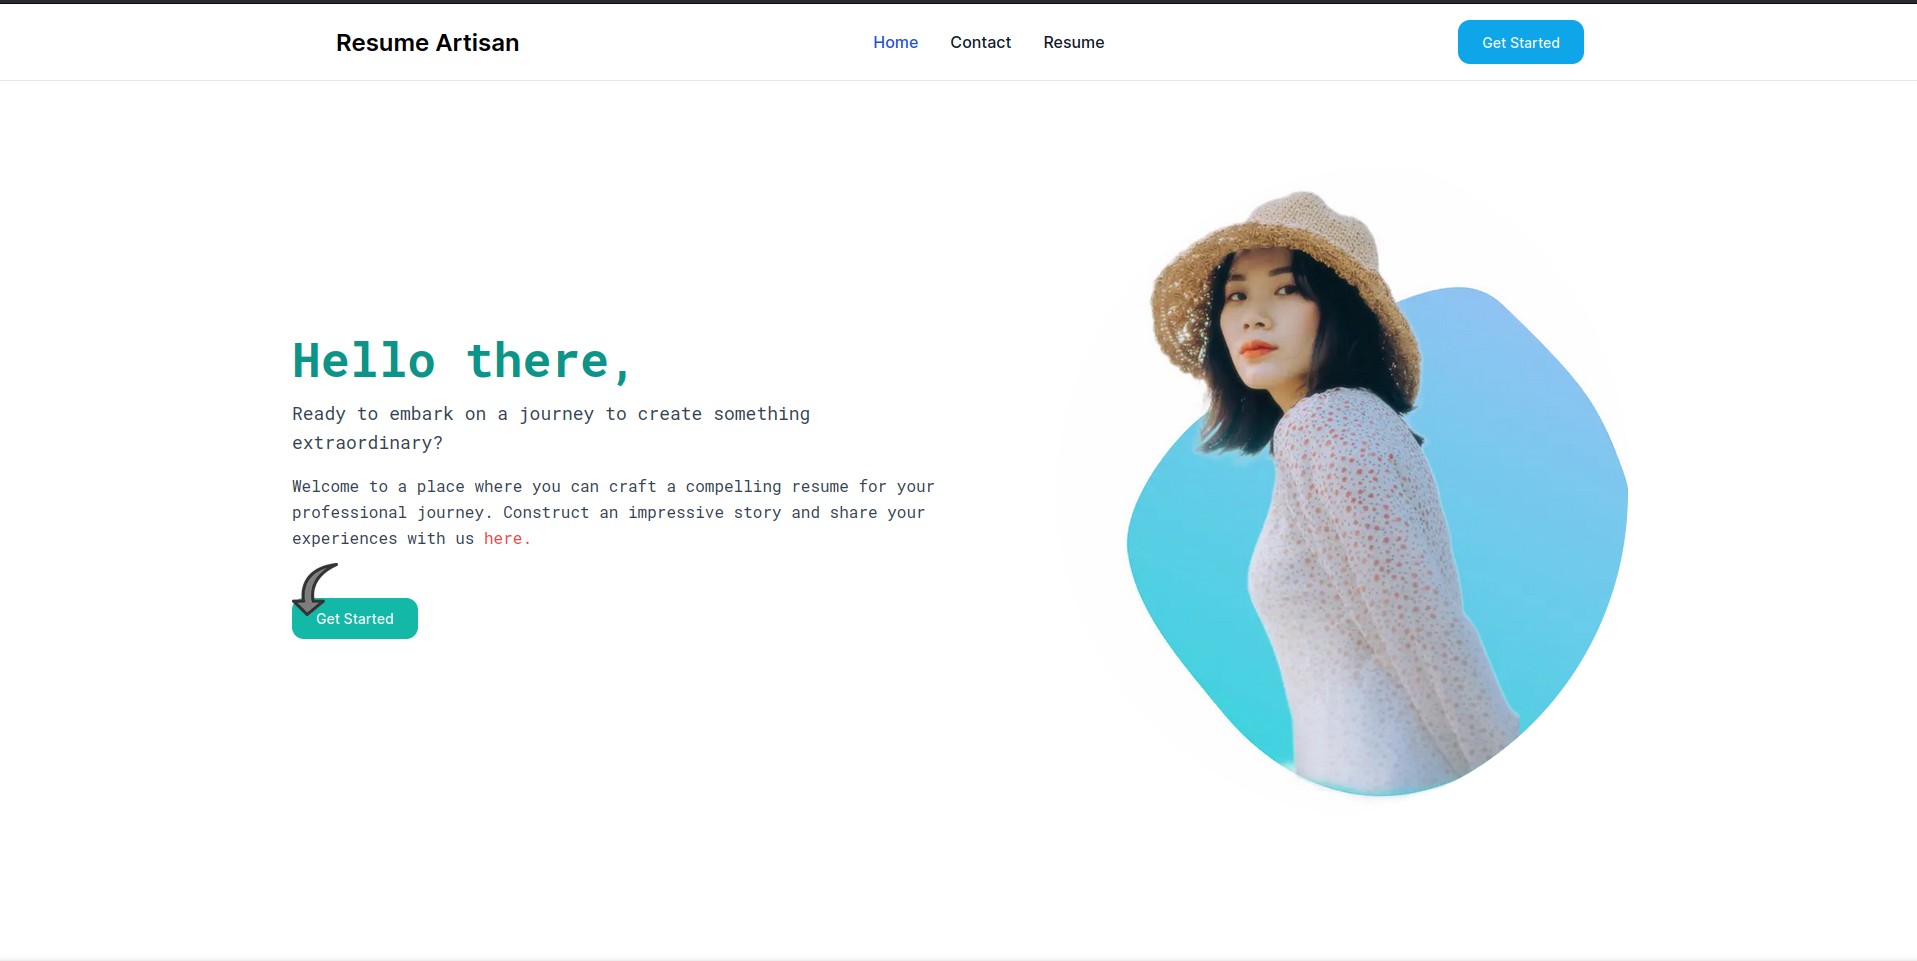 Resume Artisan
Home Contact Resume
Get Started
Hello there,
Ready to embark on a journey to create something
extraordinary?
Welcome to a place where you can craft a compelling resume for your
professional journey. Construct an impressive story and share your
experiences with us here.
Get Started